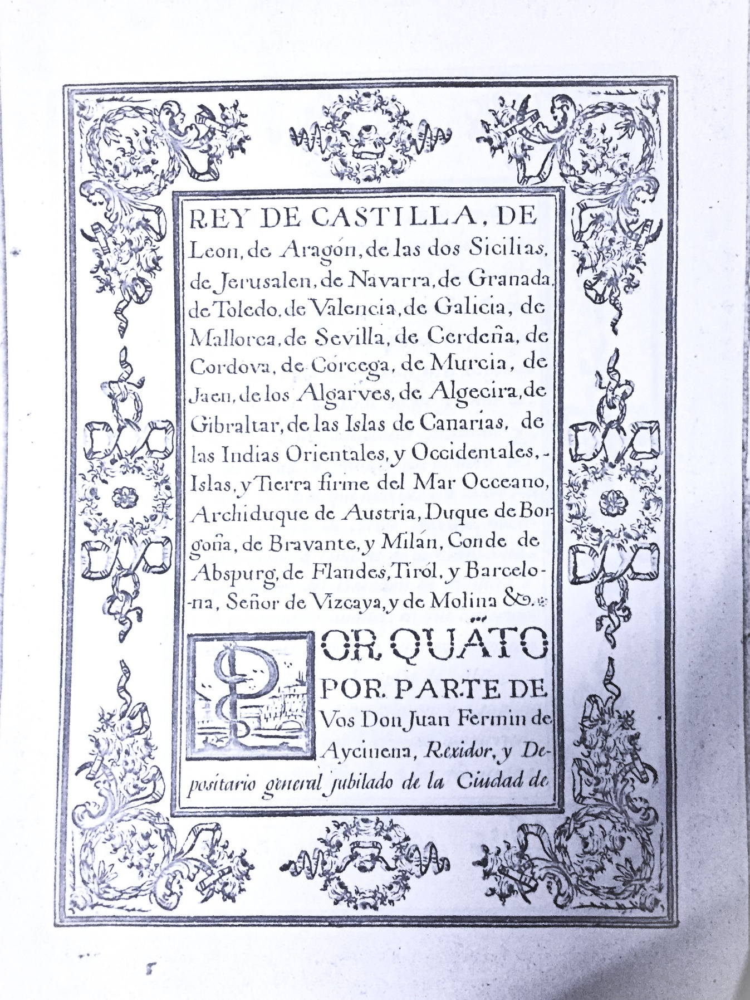 REY DE CASTILLA, DE
Leon, de Aragón, de las dos Sicilias,
de Jerusalen, de Navarra, de Granada,
de Toledo, de Valencia, de Galicia, de
Mallorca, de Sevilla, de Cerdeña, de
Cordova, de Córcega, de Murcia, de
Jaen, de los Algarves, de Algecira, de
Gibraltar, de las Islas de Canarias, de
las Indias Orientales, y Occidentales, -
Islas, y Tierra firme del Mar Occeano,
Archiduque de Austria, Duque de Bor-
goña, de Bravante, y Milán, Conde de
Abspurg, de Flandes, Tiról, y Barcelo-
-na, Señor de Vizcaya, y de Molina &.
POR QUÃTO
POR PARTE DE
Vos Don Juan Fermin de
Aycinena, Rexidor, y De-
positario general jubilado de la Ciudad de